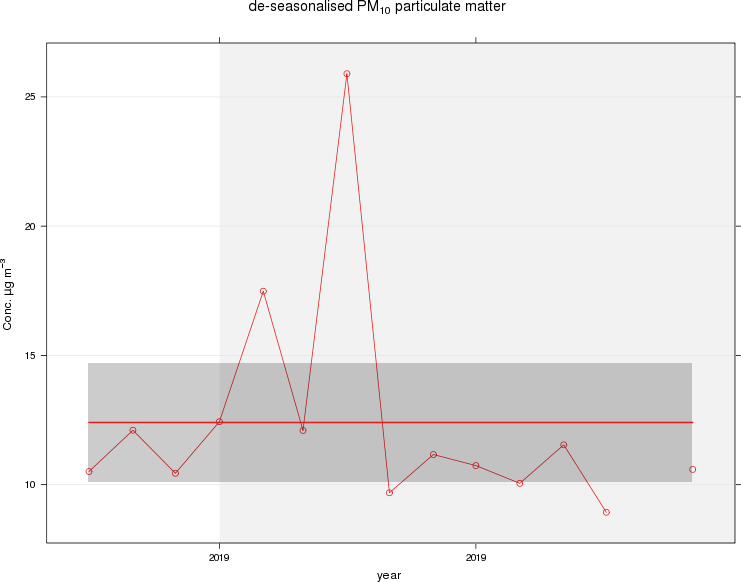 de-seasonalised PM₁₀ particulate matter
25
20
15
10
Conc. µg m⁻³
2019
2019
year